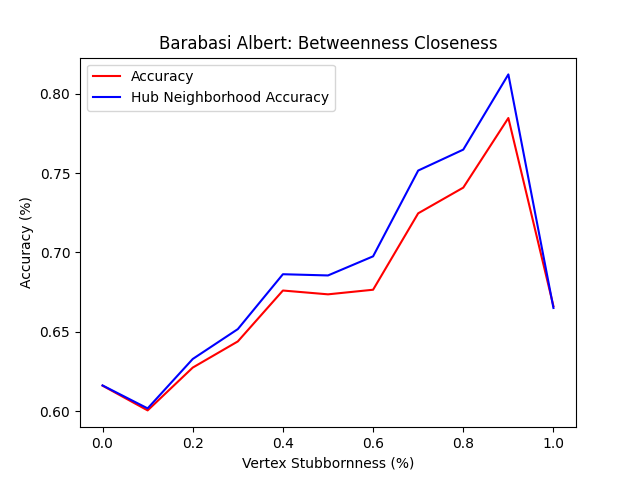 Barabasi Albert: Betweenness Closeness
Accuracy
Hub Neighborhood Accuracy
Accuracy (%)
0.80
0.75
0.70
0.65
0.60
0.0 0.2 0.4 0.6 0.8 1.0
Vertex Stubbornness (%)